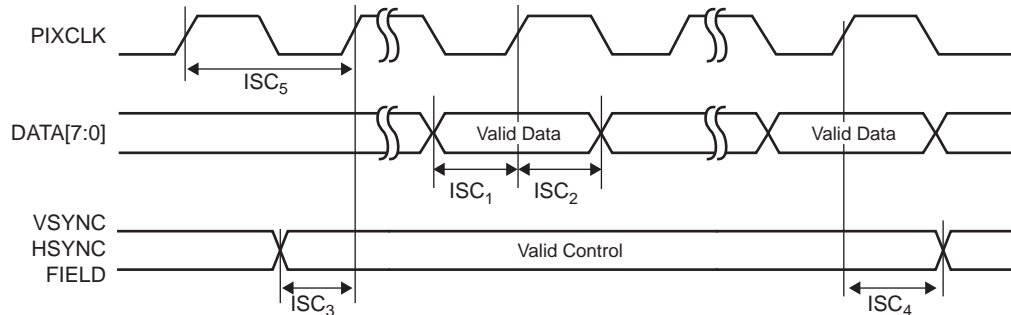 PIXCLK
ISC5
DATA[7:0]
Valid Data
Valid Data
ISC1
ISC2
VSYNC
HSYNC
FIELD
Valid Control
ISC3
ISC4